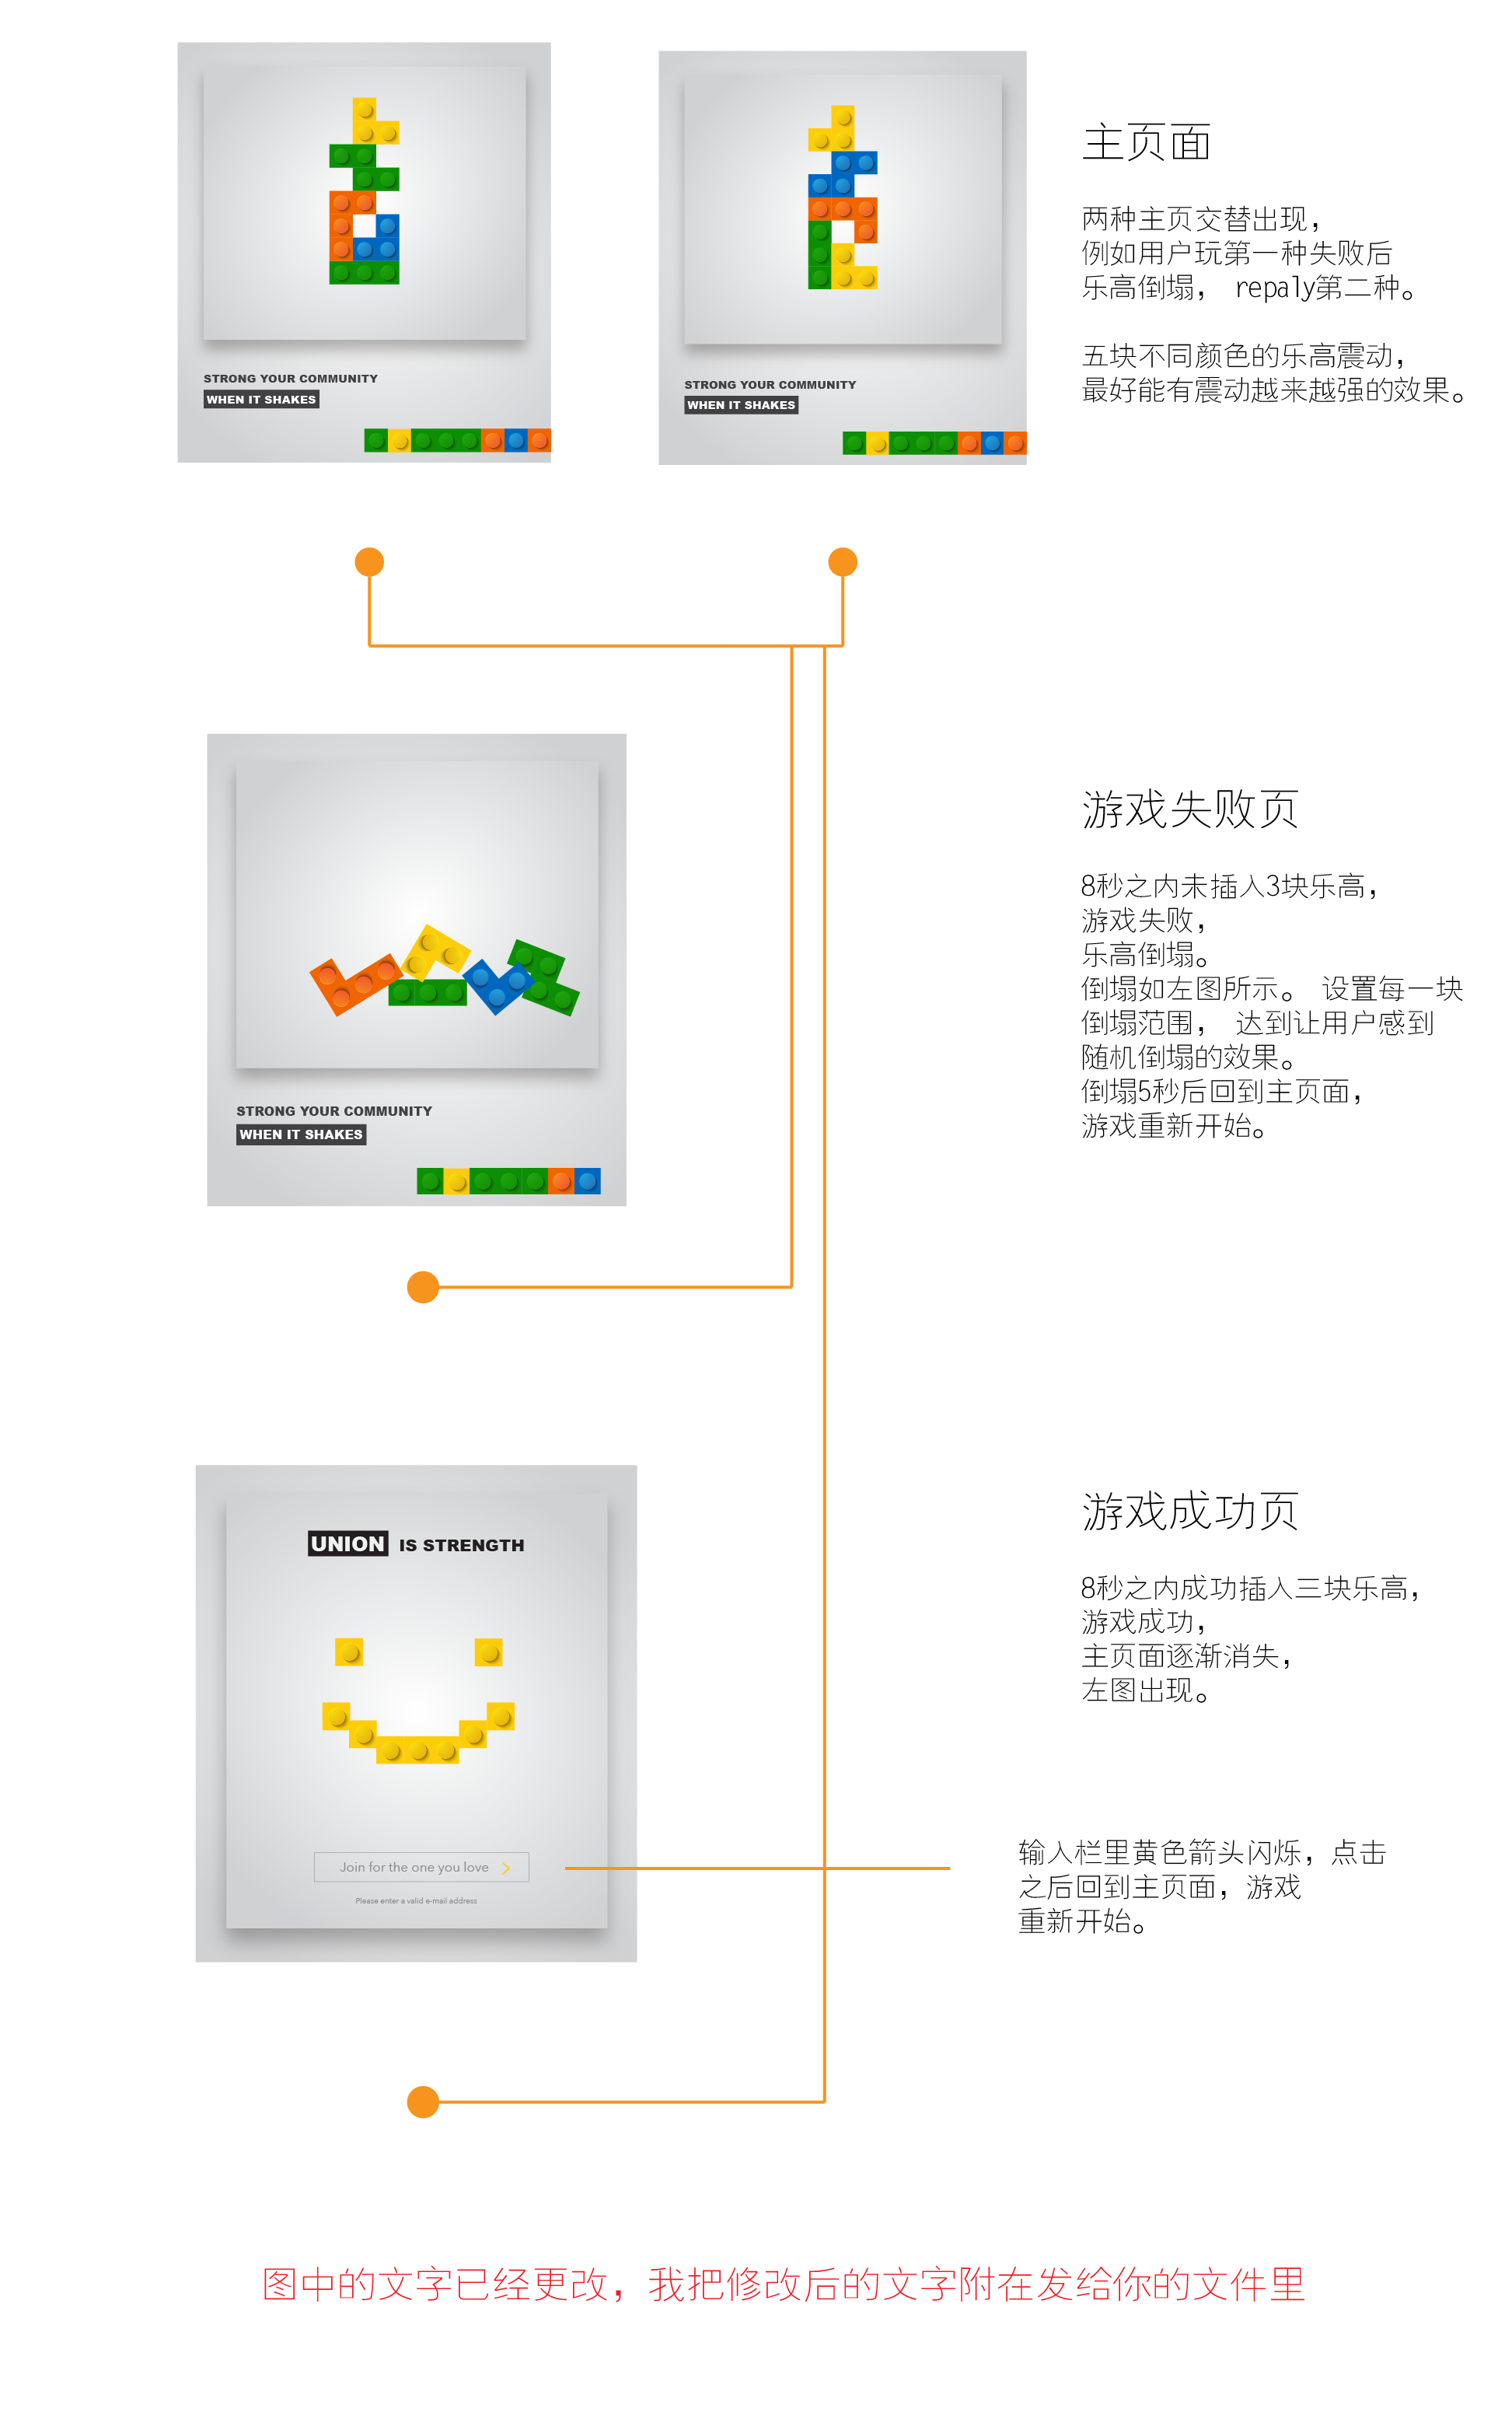 主页面
两种主页交替出现，
例如用户玩第一种失败后
乐高倒塌， repaly第二种。
五块不同颜色的乐高震动，
最好能有震动越来越强的效果。
STRONG YOUR COMMUNITY
WHEN IT SHAKES
STRONG YOUR COMMUNITY
WHEN IT SHAKES
游戏失败页
8秒之内未插入3块乐高，
游戏失败，
乐高倒塌。
倒塌如左图所示。 设置每一块
倒塌范围， 达到让用户感到
随机倒塌的效果。
倒塌5秒后回到主页面，
游戏重新开始。
STRONG YOUR COMMUNITY
WHEN IT SHAKES
游戏成功页
UNION IS STRENGTH
8秒之内成功插入三块乐高，
游戏成功，
主页面逐渐消失，
左图出现。
输入栏里黄色箭头闪烁，点击
之后回到主页面，游戏
重新开始。
Join for the one you love
Please enter a valid e-mail address
图中的文字已经更改，我把修改后的文字附在发给你的文件里